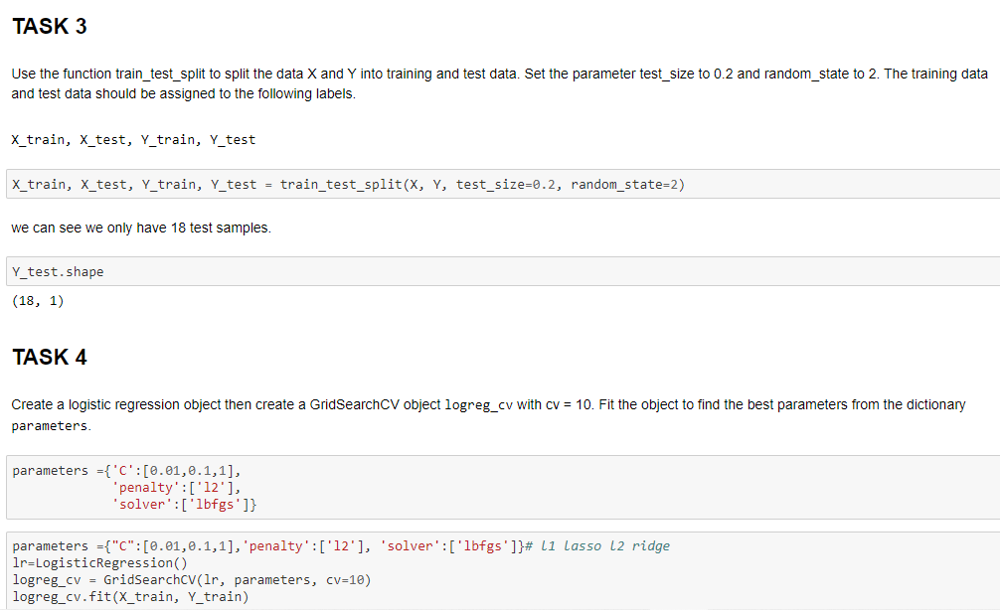 TASK 3
Use the function train_test_split to split the data X and Y into training and test data. Set the parameter test_size to 0.2 and random_state to 2. The training data
and test data should be assigned to the following labels.
X_train, X_test, Y_train, Y_test
X_train, X_test, Y_train, Y_test = train_test_split(X, Y, test_size=0.2, random_state=2)
we can see we only have 18 test samples.
Y_test.shape
(18, 1)
TASK 4
Create a logistic regression object then create a GridSearchCV object logreg_cv with cv = 10. Fit the object to find the best parameters from the dictionary
parameters.
parameters ={'C':[0.01,0.1,1],
'penalty':['l2'],
'solver':['lbfgs']}
parameters ={"C":[0.01,0.1,1],'penalty':['l2'], 'solver':['lbfgs']}# l1 lasso l2 ridge
lr=LogisticRegression()
logreg_cv = GridSearchCV(lr, parameters, cv=10)
logreg_cv.fit(X_train, Y_train)